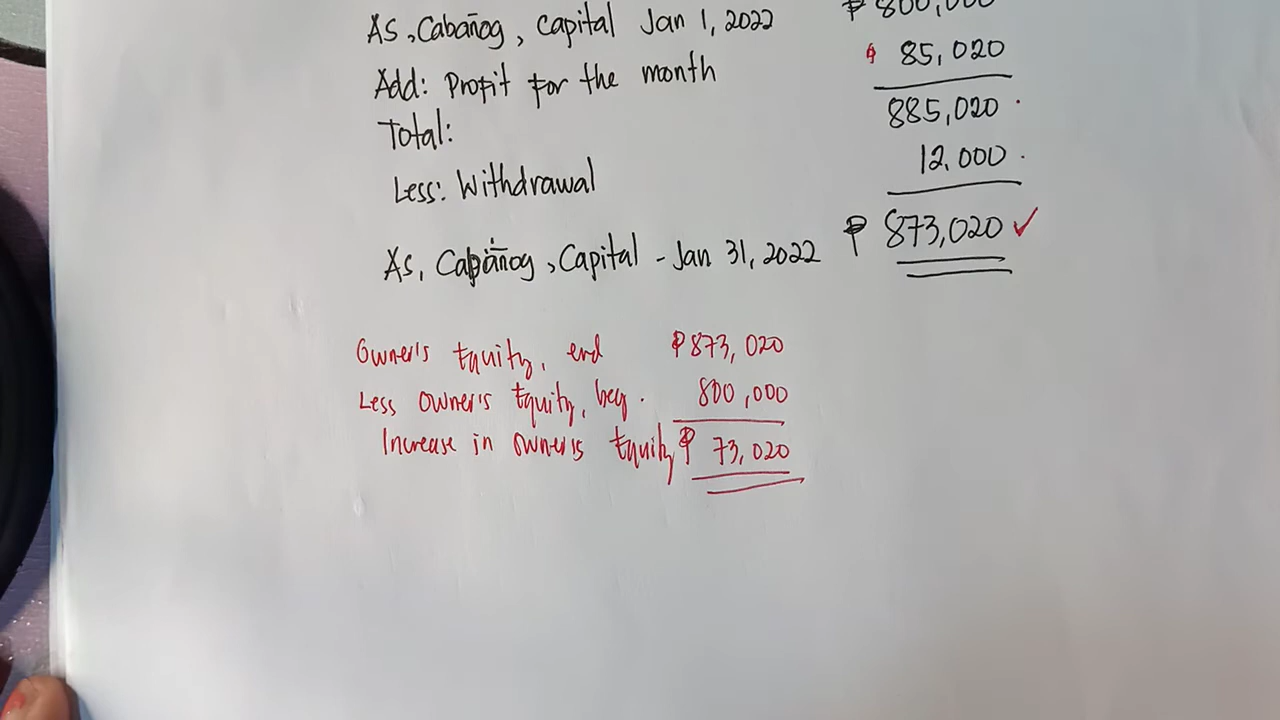 As, Cabañog, Capital Jan 1, 2022 ₱ 800,000
Add: Profit for the month ₱ 85,020
Total: 885,020
Less: Withdrawal 12,000
As, Cabañog, Capital - Jan 31, 2022 ₱ 873,020 ✓
Owner's Equity, end ₱873,020
Less Owner's Equity, beg. 800,000
Increase in Owner's Equity ₱ 73,020